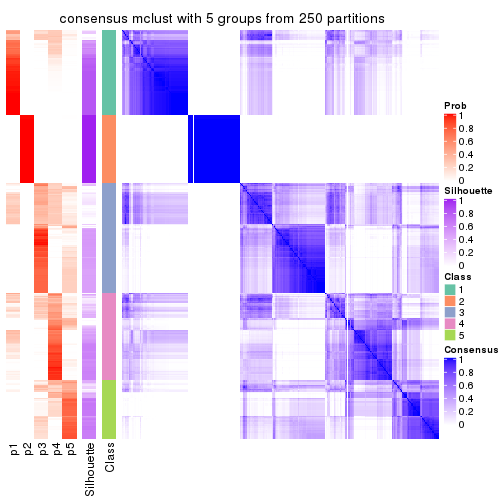 consensus mclust with 5 groups from 250 partitions
Prob
1
0.8
0.6
0.4
0.2
0
Silhouette
1
0.8
0.6
0.4
0.2
0
Class
1
2
3
4
5
Consensus
1
0.8
0.6
0.4
0.2
0
p1
p2
p3
p4
p5
Silhouette
Class